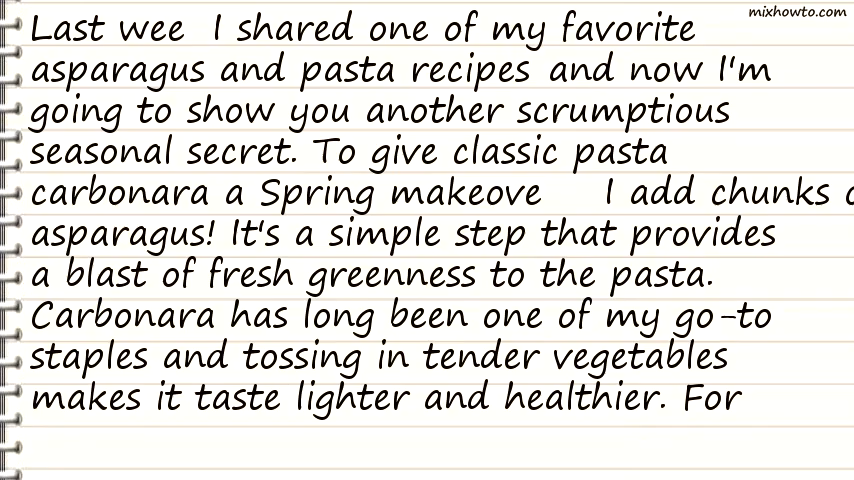 mixhowto.com
Last wee I shared one of my favorite
asparagus and pasta recipes and now I'm
going to show you another scrumptious
seasonal secret. To give classic pasta
carbonara a Spring makeove I add chunks
asparagus! It's a simple step that provides
a blast of fresh greenness to the pasta.
Carbonara has long been one of my go-to
staples and tossing in tender vegetables
makes it taste lighter and healthier. For